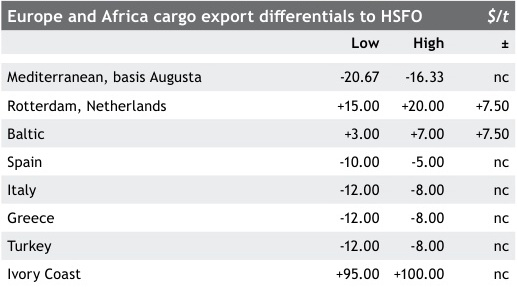 Europe and Africa cargo export differentials to HSFO $/t
Low High ±
Mediterranean, basis Augusta -20.67 -16.33 nc
Rotterdam, Netherlands +15.00 +20.00 +7.50
Baltic +3.00 +7.00 +7.50
Spain -10.00 -5.00 nc
Italy -12.00 -8.00 nc
Greece -12.00 -8.00 nc
Turkey -12.00 -8.00 nc
Ivory Coast +95.00 +100.00 nc